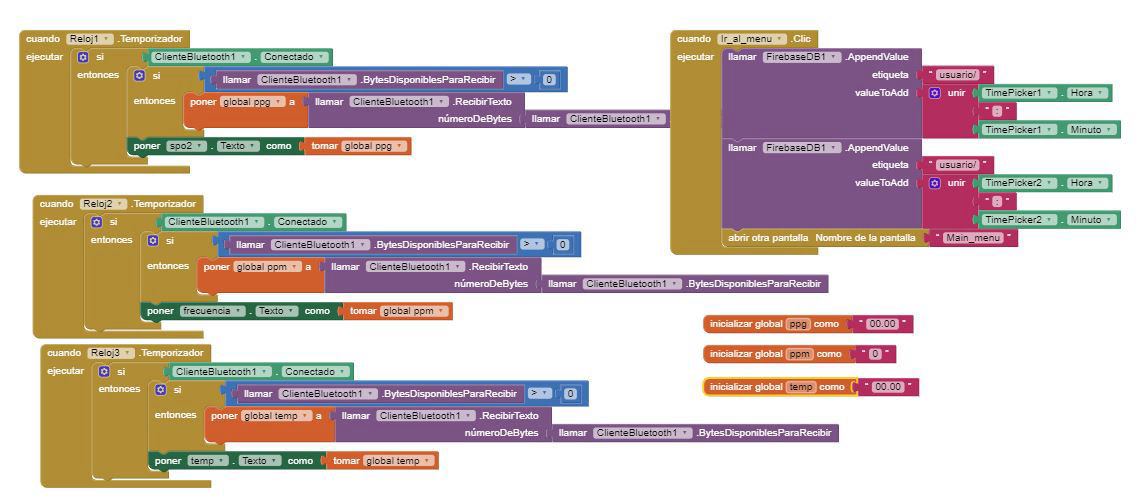 cuando Reloj1 .Temporizador
ejecutar si ClienteBluetooth1 . Conectado
entonces si llamar ClienteBluetooth1 .BytesDisponiblesParaRecibir > 0
entonces poner global ppg a llamar ClienteBluetooth1 .RecibirTexto
númeroDeBytes llamar ClienteBluetooth1
poner spo2 . Texto como tomar global ppg
cuando Reloj2 .Temporizador
ejecutar si ClienteBluetooth1 . Conectado
entonces si llamar ClienteBluetooth1 .BytesDisponiblesParaRecibir > 0
entonces poner global ppm a llamar ClienteBluetooth1 .RecibirTexto
númeroDeBytes llamar ClienteBluetooth1 .BytesDisponiblesParaRecibir
poner frecuencia . Texto como tomar global ppm
cuando Reloj3 .Temporizador
ejecutar si ClienteBluetooth1 . Conectado
entonces si llamar ClienteBluetooth1 .BytesDisponiblesParaRecibir > 0
entonces poner global temp a llamar ClienteBluetooth1 .RecibirTexto
númeroDeBytes llamar ClienteBluetooth1 .BytesDisponiblesParaRecibir
poner temp . Texto como tomar global temp
cuando Ir_al_menu .Clic
ejecutar llamar FirebaseDB1 .AppendValue
etiqueta " usuario/ "
valueToAdd unir TimePicker1 . Hora
" : "
TimePicker1 . Minuto
llamar FirebaseDB1 .AppendValue
etiqueta " usuario/ "
valueToAdd unir TimePicker2 . Hora
" : "
TimePicker2 . Minuto
abrir otra pantalla Nombre de la pantalla " Main_menu "
inicializar global ppg como " 00.00 "
inicializar global ppm como " 0 "
inicializar global temp como " 00.00 "